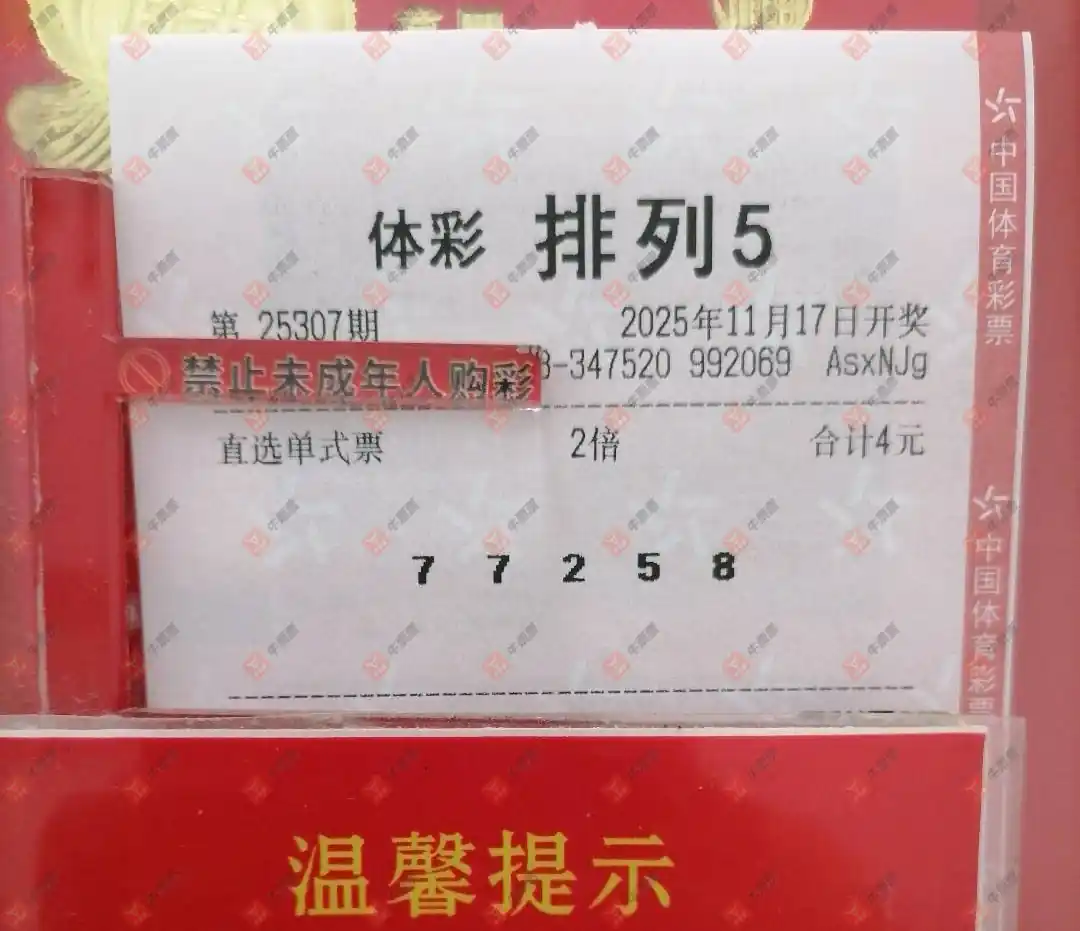 体彩 排列5
第 25307期 2025年11月17日开奖
禁止未成年人购彩 8-347520 992069 AsxNJg
直选单式票 2倍 合计4元
7 7 2 5 8
中国体育彩票
中国体育彩票
温馨提示